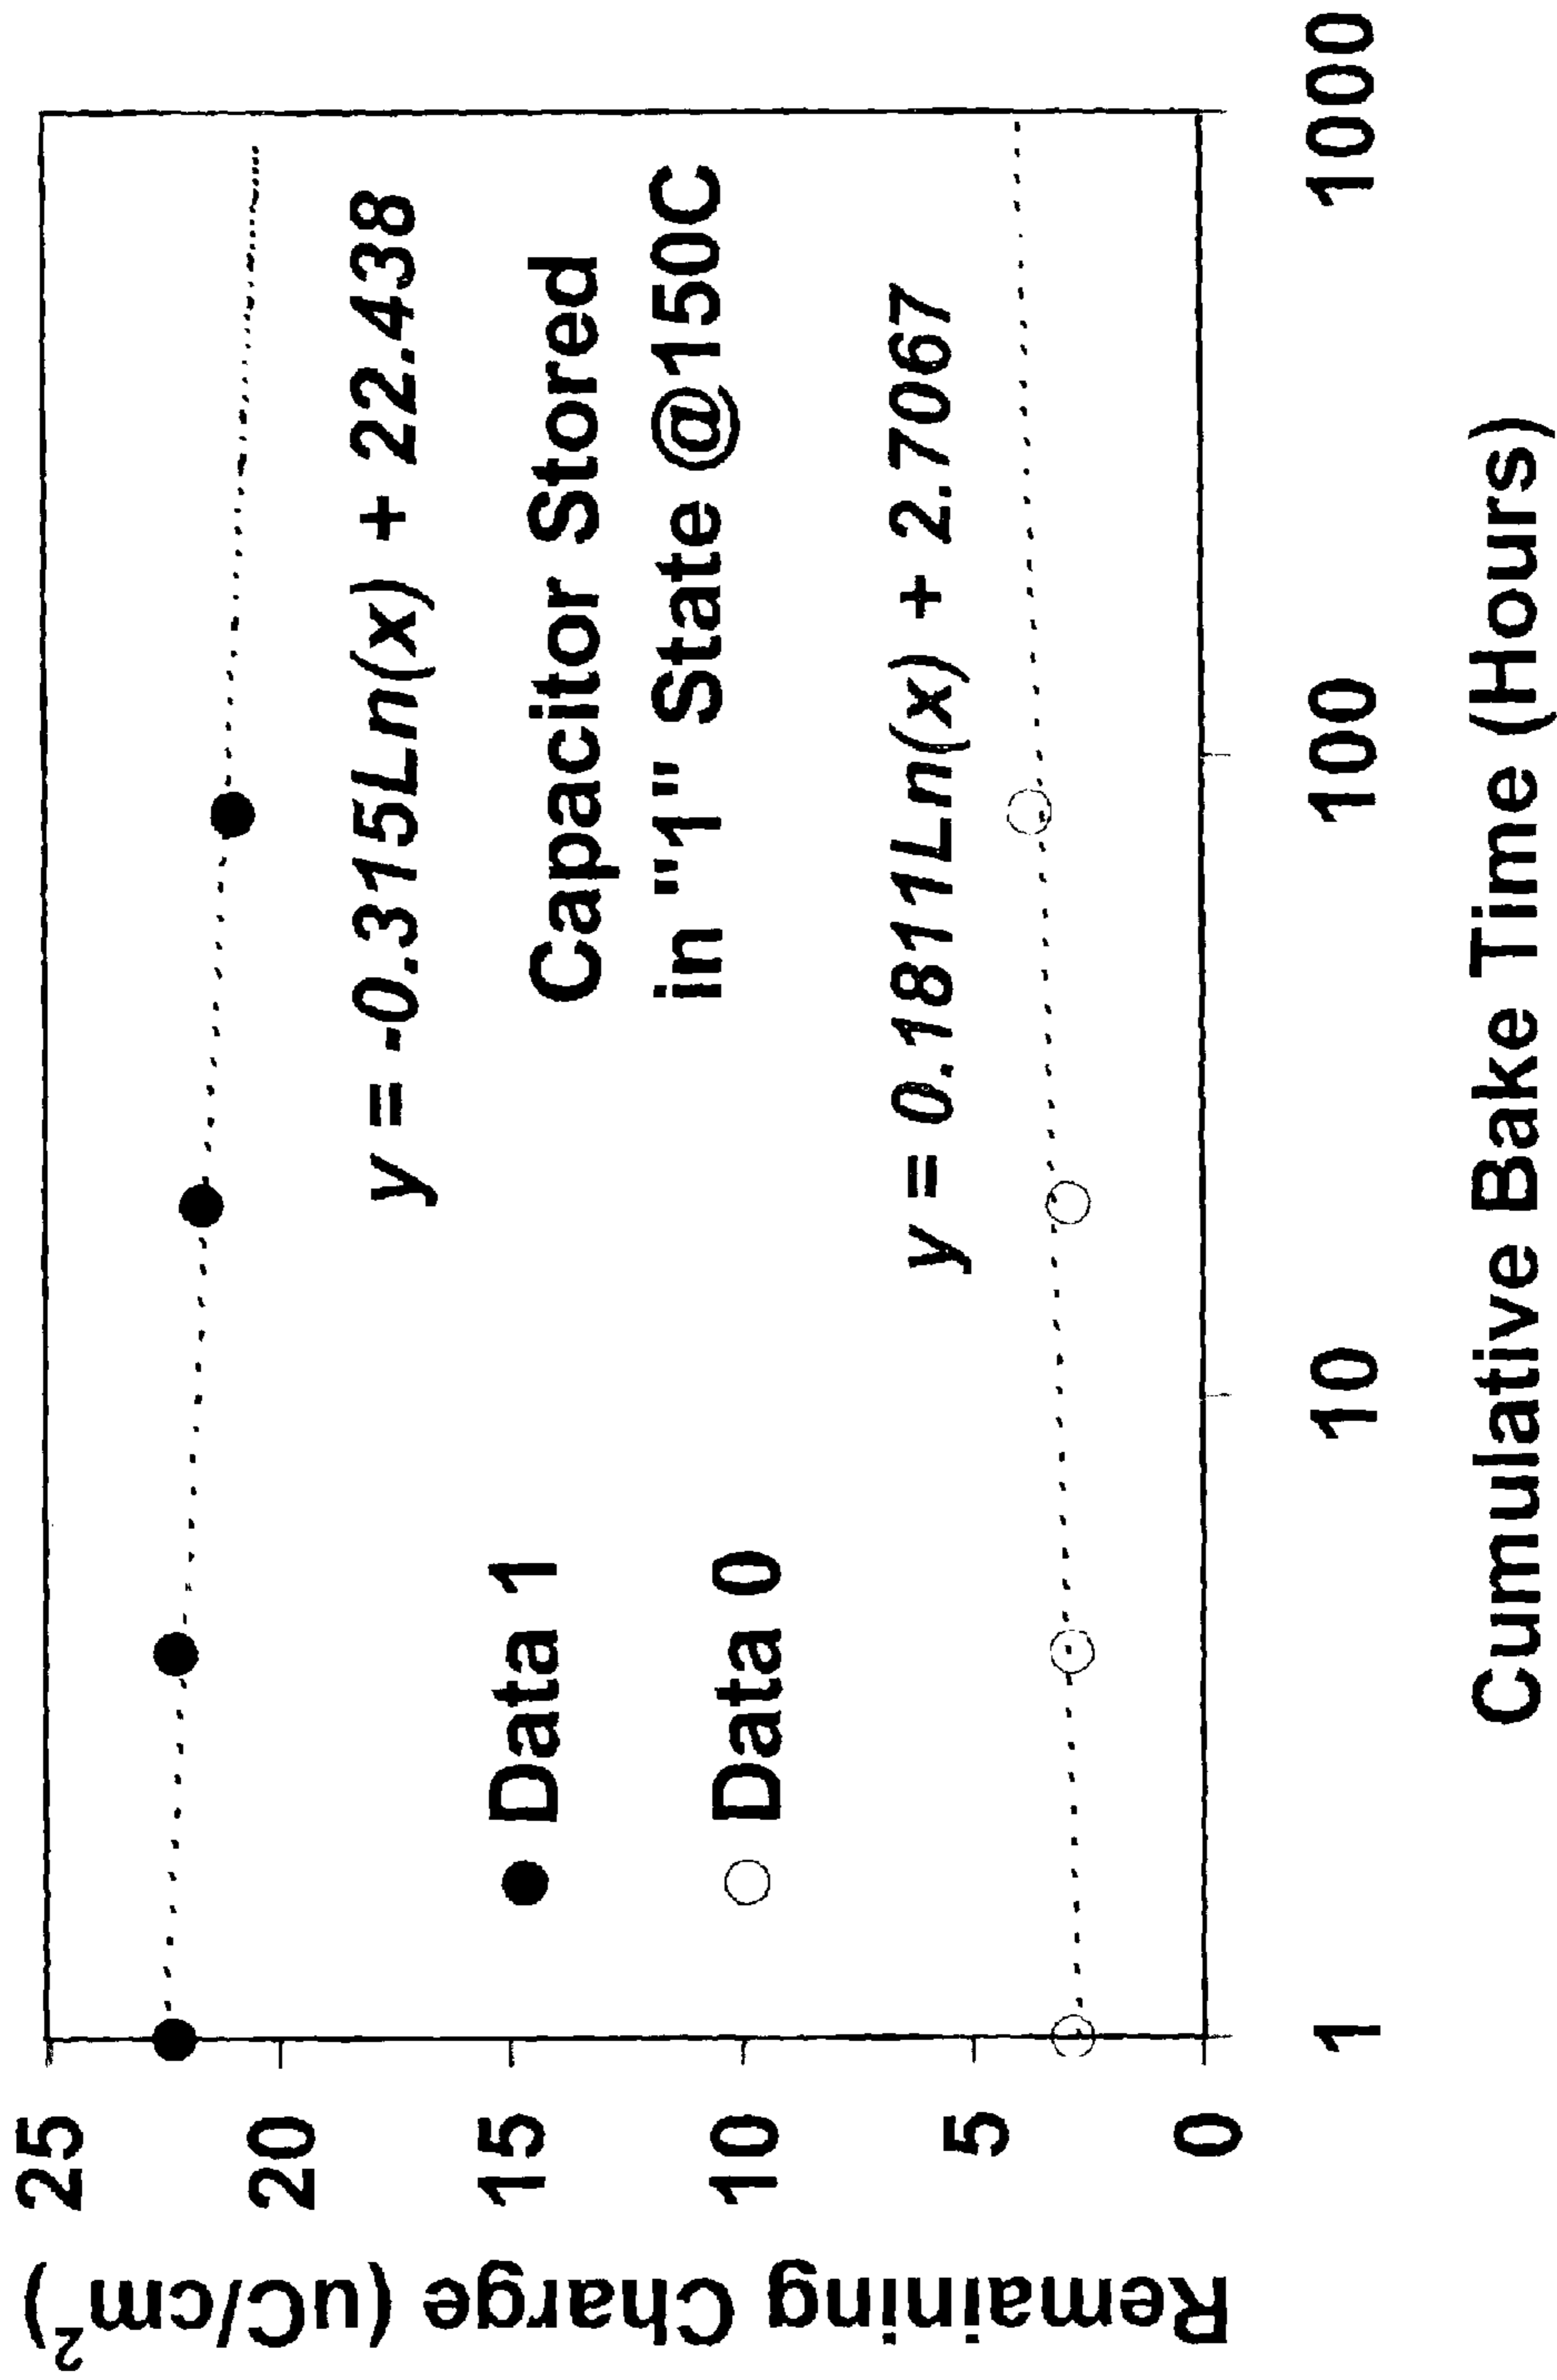 Remaining Charge (uC/cm²)
25
20
15
10
5
0
y = -0.315Ln(x) + 22.438
Capacitor Stored
in "1" State @150C
Data 1
Data 0
y = 0.1811Ln(x) + 2.7067
1 10 100 1000
Cumulative Bake Time (Hours)